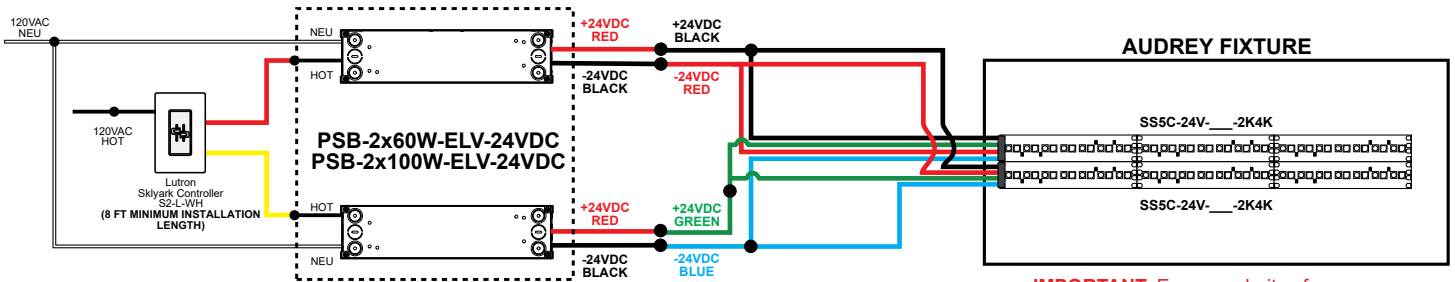 120VAC
NEU
NEU
HOT
+24VDC
RED
-24VDC
BLACK
+24VDC
BLACK
-24VDC
RED
AUDREY FIXTURE
SS5C-24V-___-2K4K
SS5C-24V-___-2K4K
120VAC
HOT
Lutron
Sklyark Controller
S2-L-WH
(8 FT MINIMUM INSTALLATION
LENGTH)
PSB-2x60W-ELV-24VDC
PSB-2x100W-ELV-24VDC
HOT
NEU
+24VDC
RED
-24VDC
BLACK
+24VDC
GREEN
-24VDC
BLUE